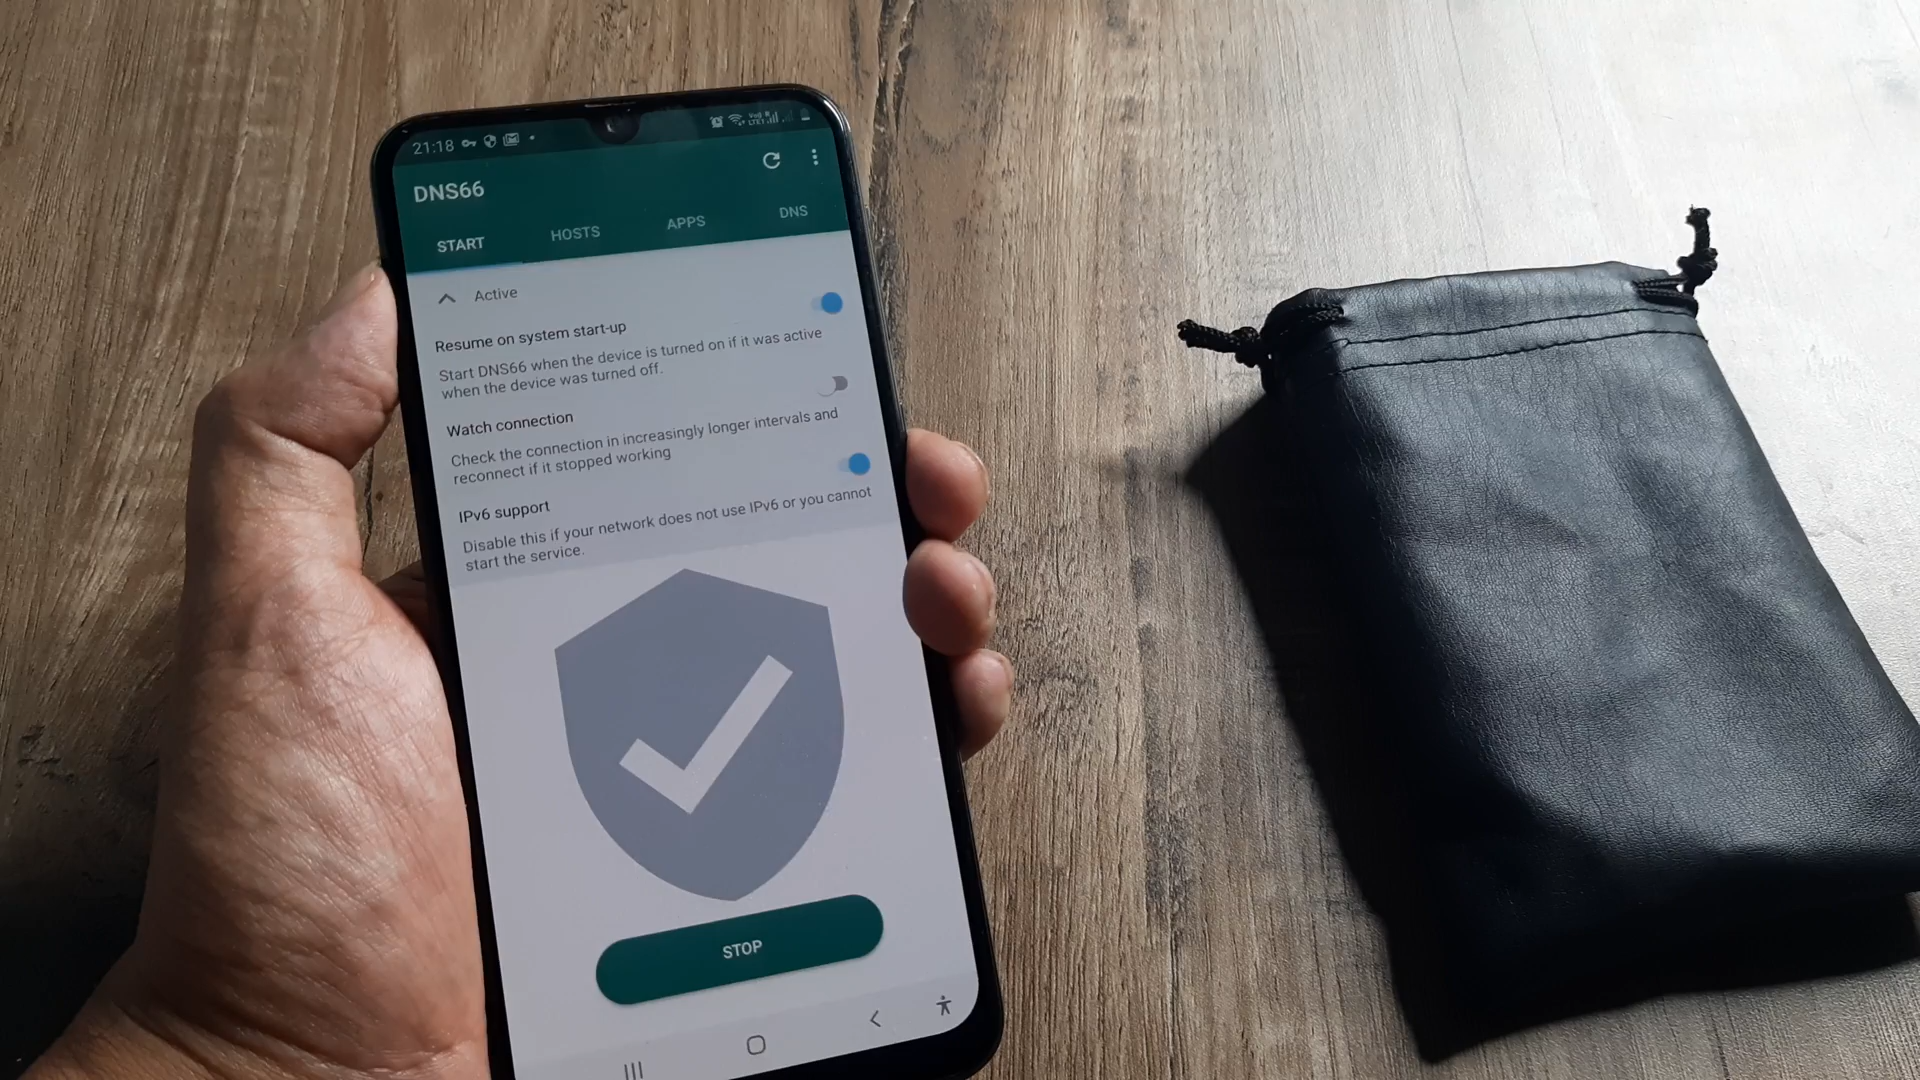 21:18
DNS66
START HOSTS APPS DNS
Active
Resume on system start-up
Start DNS66 when the device is turned on if it was active
when the device was turned off.
Watch connection
Check the connection in increasingly longer intervals and
reconnect if it stopped working
IPv6 support
Disable this if your network does not use IPv6 or you cannot
start the service.
STOP